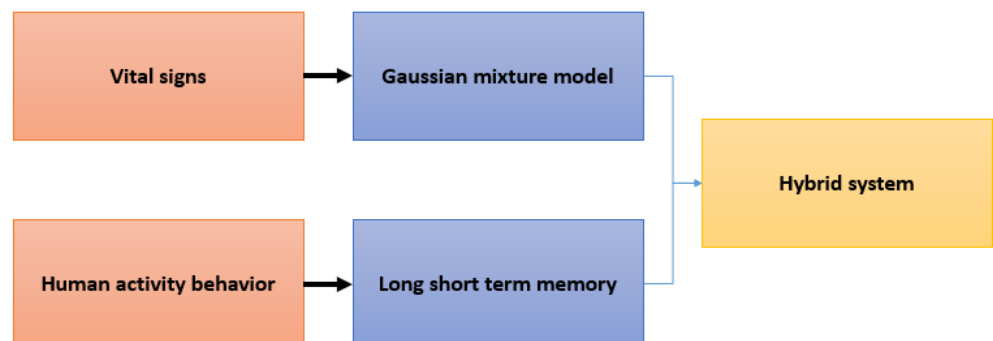 Vital signs
Gaussian mixture model
Hybrid system
Human activity behavior
Long short term memory